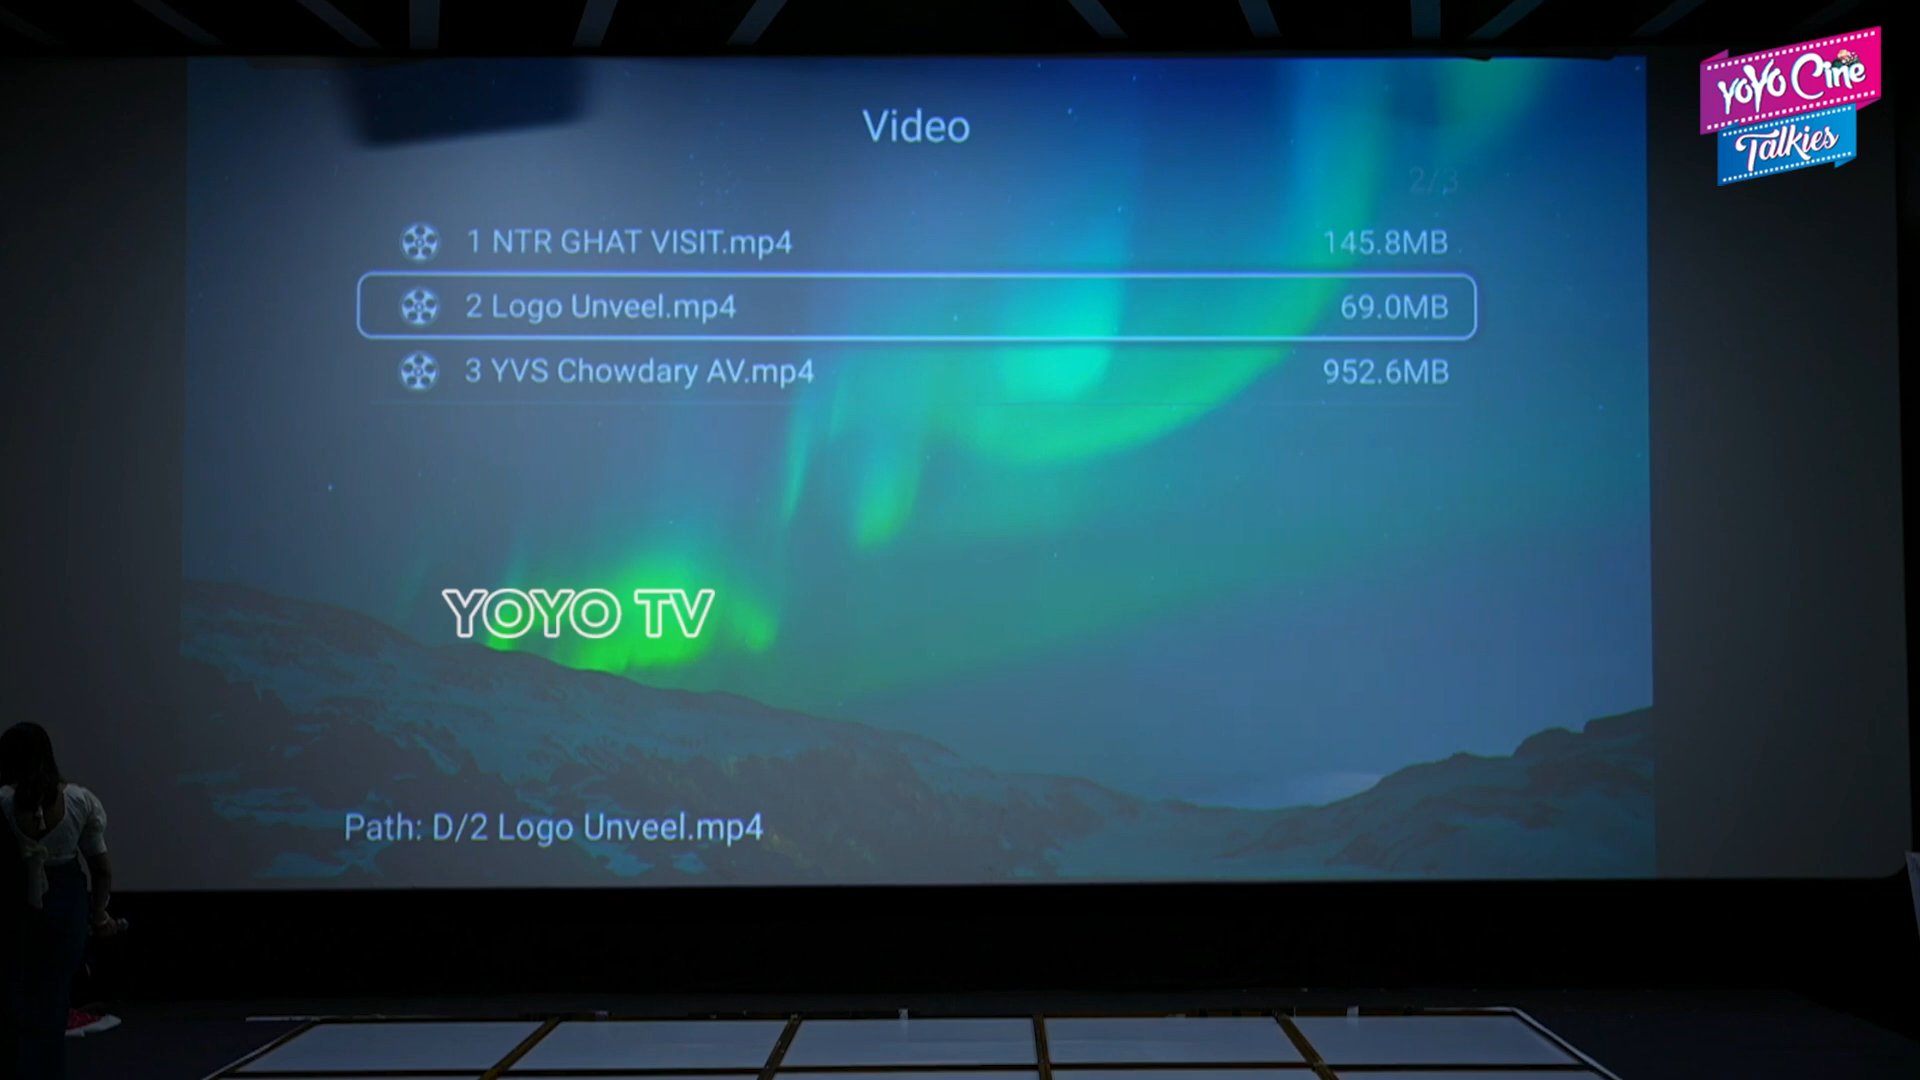 YOYO Cine
Talkies
Video
2/3
1 NTR GHAT VISIT.mp4 145.8MB
2 Logo Unveel.mp4 69.0MB
3 YVS Chowdary AV.mp4 952.6MB
YOYO TV
Path: D/2 Logo Unveel.mp4